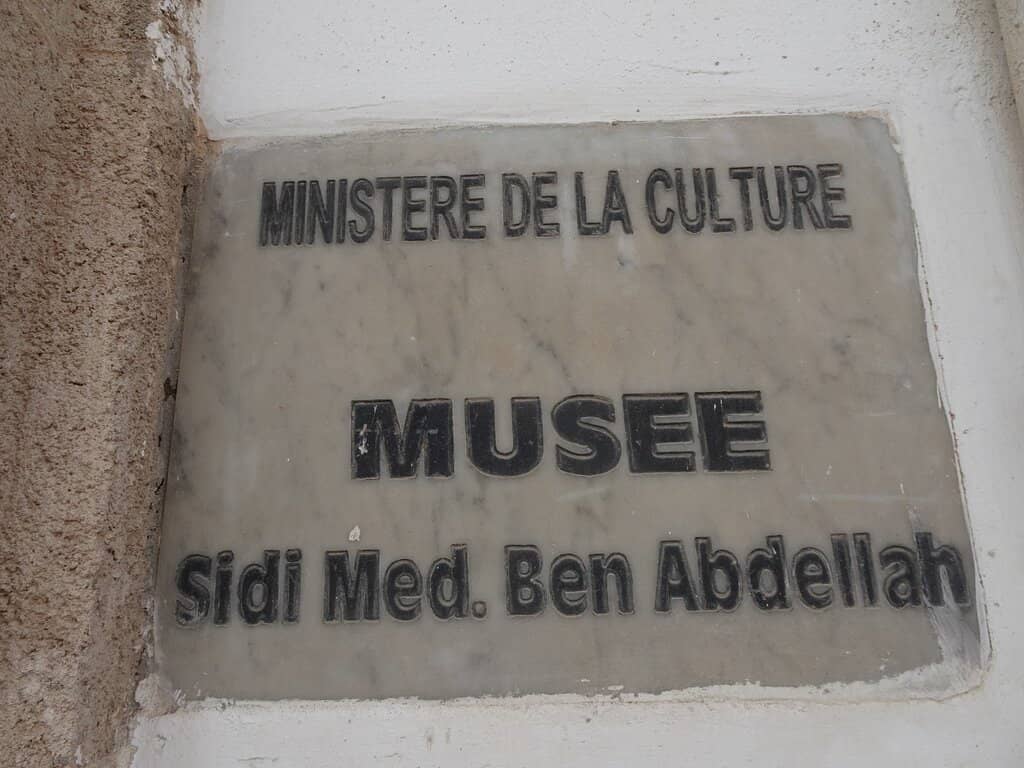 MINISTERE DE LA CULTURE
MUSEE
Sidi Med. Ben Abdellah